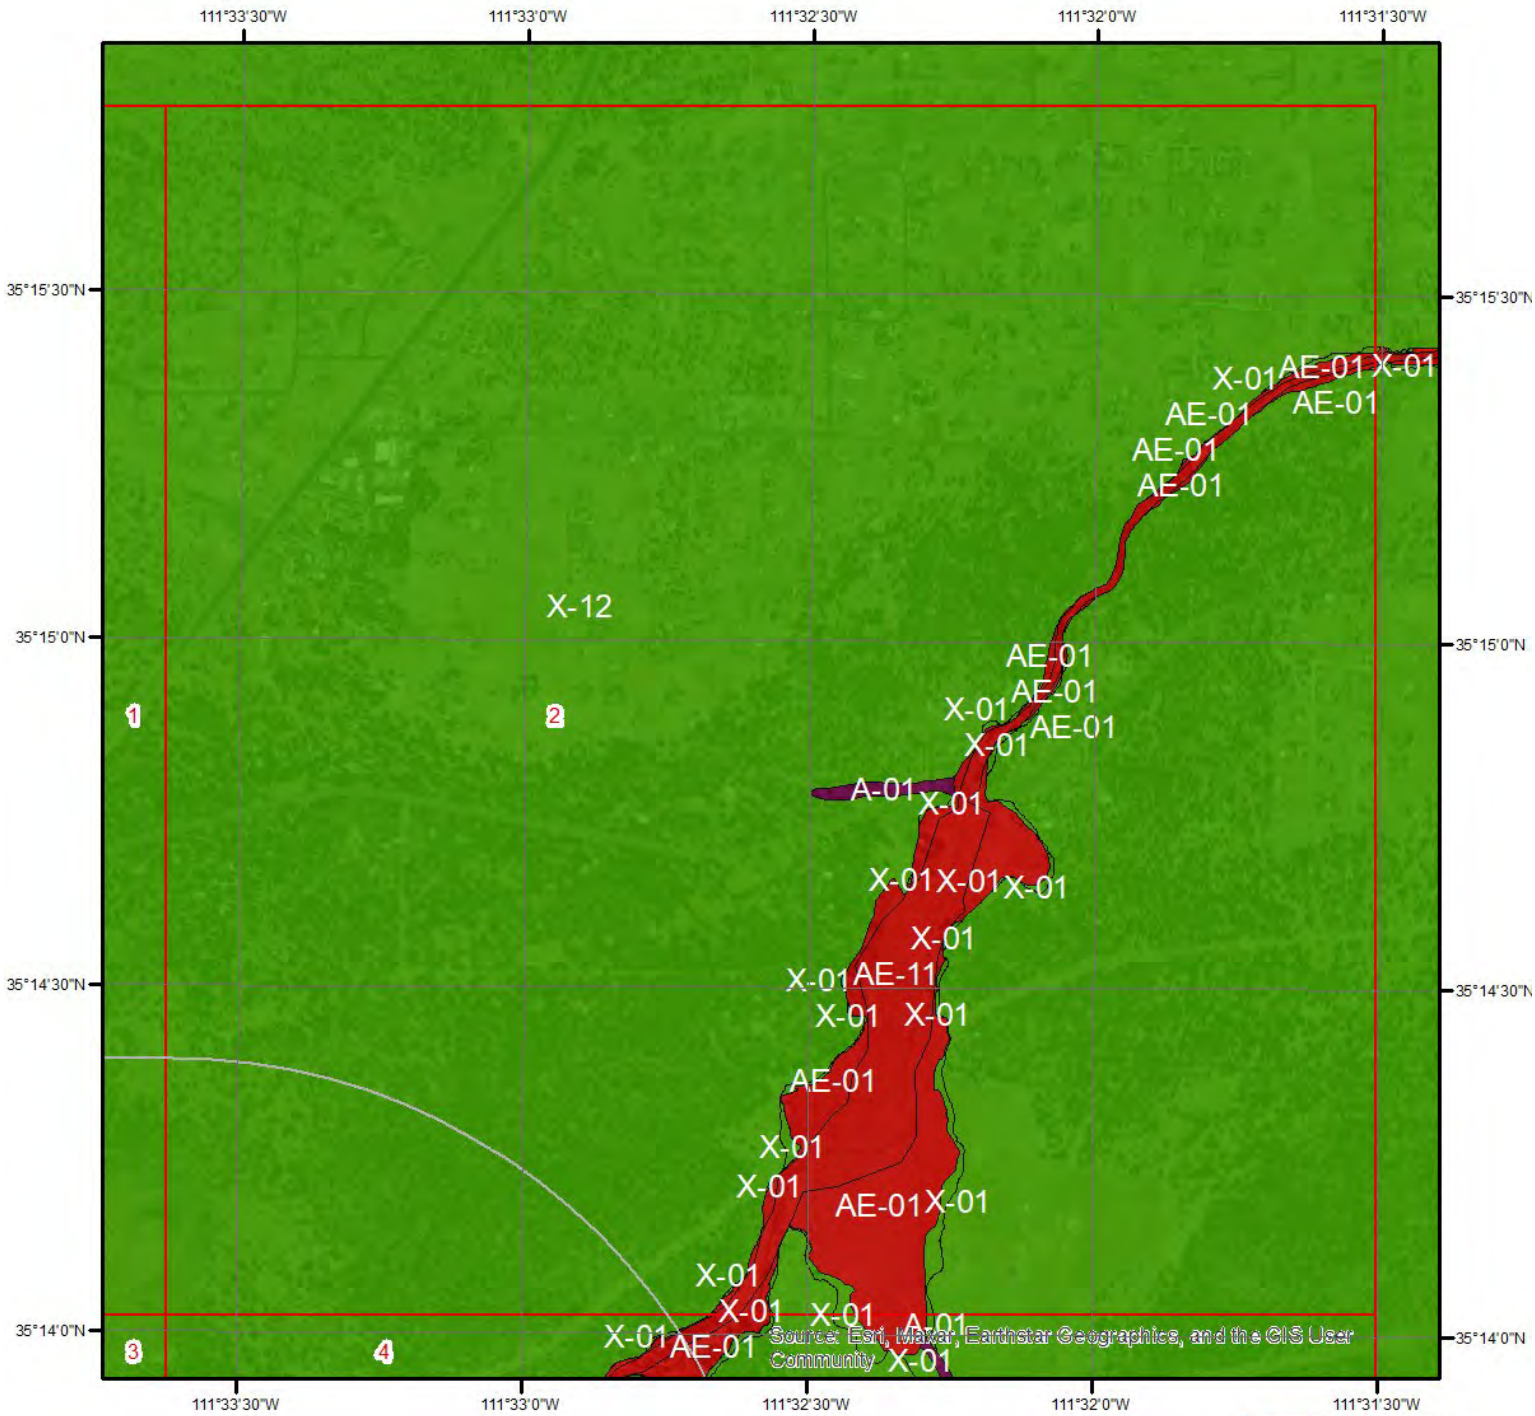 111°33'30"W 111°33'0"W 111°32'30"W 111°32'0"W 111°31'30"W
35°15'30"N 35°15'30"N
X-01 AE-01 X-01
AE-01 AE-01
AE-01
AE-01
X-12
35°15'0"N 35°15'0"N
AE-01
AE-01
X-01
1 2 AE-01
X-01
A-01 X-01
X-01 X-01 X-01
X-01
35°14'30"N X-01 AE-11 35°14'30"N
X-01 X-01
AE-01
X-01
X-01
AE-01 X-01
X-01
X-01 X-01
35°14'0"N X-01 A-01 35°14'0"N
3 4 AE-01 Source: Esri, Maxar, Earthstar Geographics, and the GIS User
Community X-01
111°33'30"W 111°33'0"W 111°32'30"W 111°32'0"W 111°31'30"W